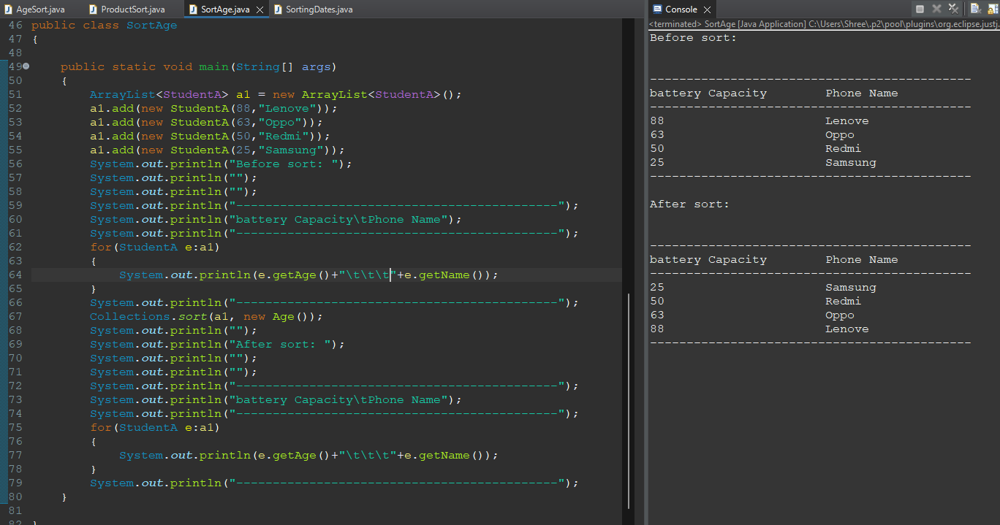 AgeSort.java ProductSort.java SortAge.java SortingDates.java
46 public class SortAge
47 {
48
49 public static void main(String[] args)
50 {
51 ArrayList<StudentA> a1 = new ArrayList<StudentA>();
52 a1.add(new StudentA(88,"Lenove"));
53 a1.add(new StudentA(63,"Oppo"));
54 a1.add(new StudentA(50,"Redmi"));
55 a1.add(new StudentA(25,"Samsung"));
56 System.out.println("Before sort: ");
57 System.out.println("");
58 System.out.println("");
59 System.out.println("--------------------------------------------");
60 System.out.println("battery Capacity\tPhone Name");
61 System.out.println("--------------------------------------------");
62 for(StudentA e:a1)
63 {
64 System.out.println(e.getAge()+"\t\t\t"+e.getName());
65 }
66 System.out.println("--------------------------------------------");
67 Collections.sort(a1, new Age());
68 System.out.println("");
69 System.out.println("After sort: ");
70 System.out.println("");
71 System.out.println("");
72 System.out.println("--------------------------------------------");
73 System.out.println("battery Capacity\tPhone Name");
74 System.out.println("--------------------------------------------");
75 for(StudentA e:a1)
76 {
77 System.out.println(e.getAge()+"\t\t\t"+e.getName());
78 }
79 System.out.println("--------------------------------------------");
80 }
81
82 }
Console
<terminated> SortAge [Java Application] C:\Users\Shree\.p2\pool\plugins\org.eclipse.justj.
Before sort:
--------------------------------------------
battery Capacity Phone Name
--------------------------------------------
88 Lenove
63 Oppo
50 Redmi
25 Samsung
--------------------------------------------
After sort:
--------------------------------------------
battery Capacity Phone Name
--------------------------------------------
25 Samsung
50 Redmi
63 Oppo
88 Lenove
--------------------------------------------